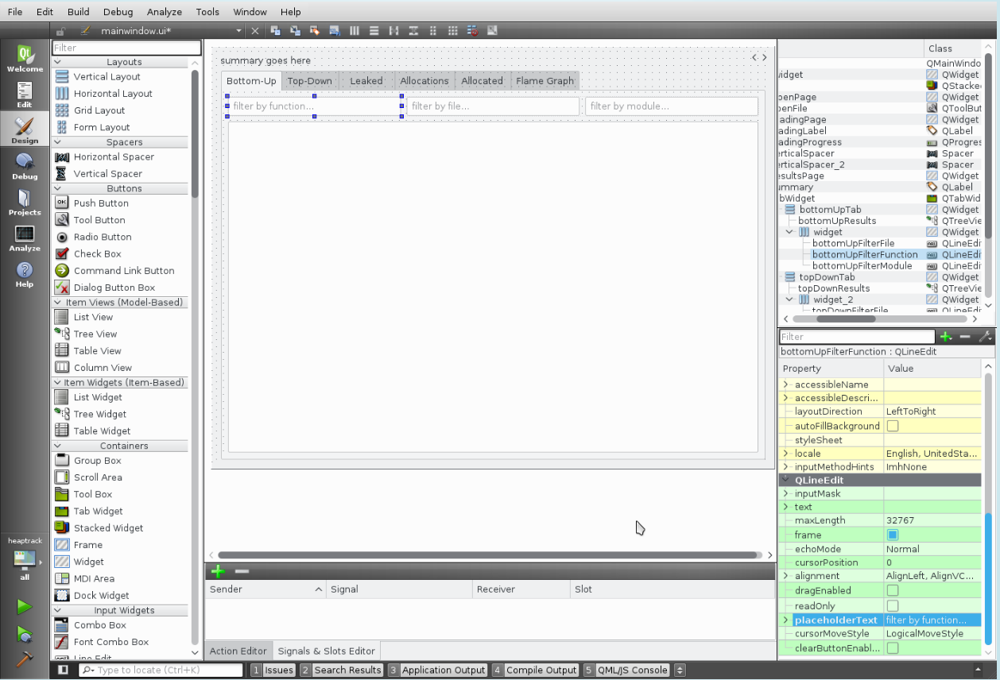 File Edit Build Debug Analyze Tools Window Help
mainwindow.ui*
Welcome
Edit
Design
Debug
Projects
Analyze
Help
heaptrack
all
Filter
Layouts
Vertical Layout
Horizontal Layout
Grid Layout
Form Layout
Spacers
Horizontal Spacer
Vertical Spacer
Buttons
Push Button
Tool Button
Radio Button
Check Box
Command Link Button
Dialog Button Box
Item Views (Model-Based)
List View
Tree View
Table View
Column View
Item Widgets (Item-Based)
List Widget
Tree Widget
Table Widget
Containers
Group Box
Scroll Area
Tool Box
Tab Widget
Stacked Widget
Frame
Widget
MDI Area
Dock Widget
Input Widgets
Combo Box
Font Combo Box
Line Edit
summary goes here
Bottom-Up Top-Down Leaked Allocations Allocated Flame Graph
filter by function... filter by file... filter by module...
Sender Signal Receiver Slot
Action Editor Signals & Slots Editor
Class
QMainWindo
widget QWidget
QStacke
penPage QWidget
penFile QToolBut
adingPage QWidget
adingLabel QLabel
adingProgress QProgres
erticalSpacer Spacer
erticalSpacer_2 Spacer
esultsPage QWidget
ummary QLabel
bWidget QTabWid
bottomUpTab QWidget
bottomUpResults QTreeVie
widget QWidget
bottomUpFilterFile QLineEdi
bottomUpFilterFunction QLineEdi
bottomUpFilterModule QLineEdi
topDownTab QWidget
topDownResults QTreeVie
widget_2 QWidget
topDownFilterFile QLineEdi
Filter
bottomUpFilterFunction : QLineEdit
Property Value
accessibleName
accessibleDescri...
layoutDirection LeftToRight
autoFillBackground
styleSheet
locale English, UnitedSta...
inputMethodHints ImhNone
QLineEdit
inputMask
text
maxLength 32767
frame
echoMode Normal
cursorPosition 0
alignment AlignLeft, AlignVC...
dragEnabled
readOnly
placeholderText filter by function...
cursorMoveStyle LogicalMoveStyle
clearButtonEnabl...
Type to locate (Ctrl+K) 1 Issues 2 Search Results 3 Application Output 4 Compile Output 5 QML/JS Console